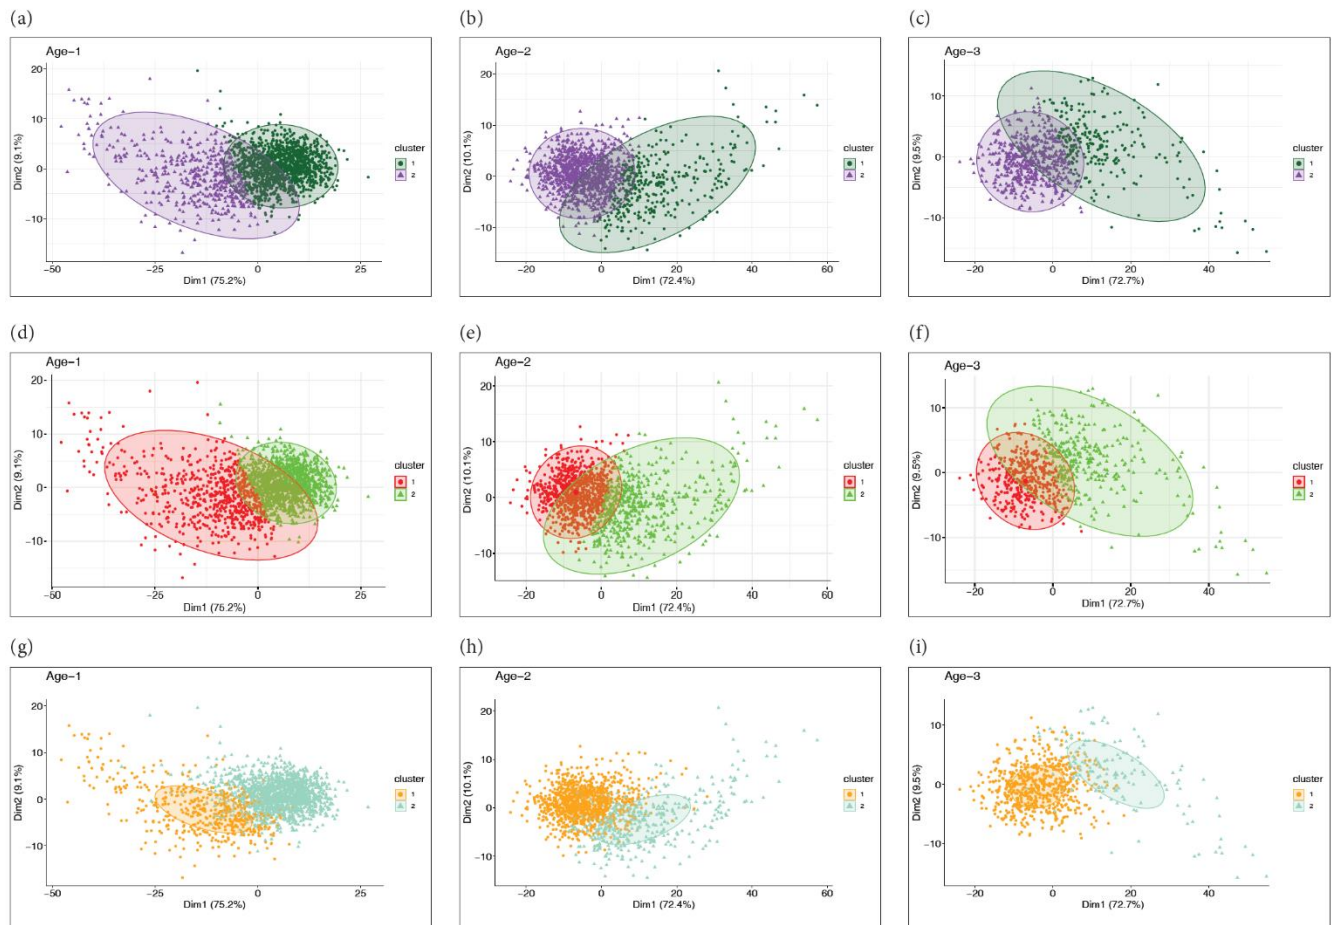 (a)
Age-1
20
10
0
-10
-50
-25
0
25
Dim1 (75.2%)
Dim2 (9.1%)
cluster
1
2
(b)
Age-2
20
10
0
-10
-20
0
20
40
60
Dim1 (72.4%)
Dim2 (10.1%)
cluster
1
2
(c)
Age-3
10
0
-10
-20
0
20
40
Dim1 (72.7%)
Dim2 (9.5%)
cluster
1
2
(d)
Age-1
20
10
0
-10
-50
-25
0
25
Dim1 (75.2%)
Dim2 (9.1%)
cluster
1
2
(e)
Age-2
20
10
0
-10
-20
0
20
40
60
Dim1 (72.4%)
Dim2 (10.1%)
cluster
1
2
(f)
Age-3
10
0
-10
-20
0
20
40
Dim1 (72.7%)
Dim2 (9.5%)
cluster
1
2
(g)
Age-1
20
10
0
-10
-50
-25
0
25
Dim1 (75.2%)
Dim2 (9.1%)
cluster
1
2
(h)
Age-2
20
10
0
-10
-20
0
20
40
60
Dim1 (72.4%)
Dim2 (10.1%)
cluster
1
2
(i)
Age-3
10
0
-10
-20
0
20
40
Dim1 (72.7%)
Dim2 (9.5%)
cluster
1
2